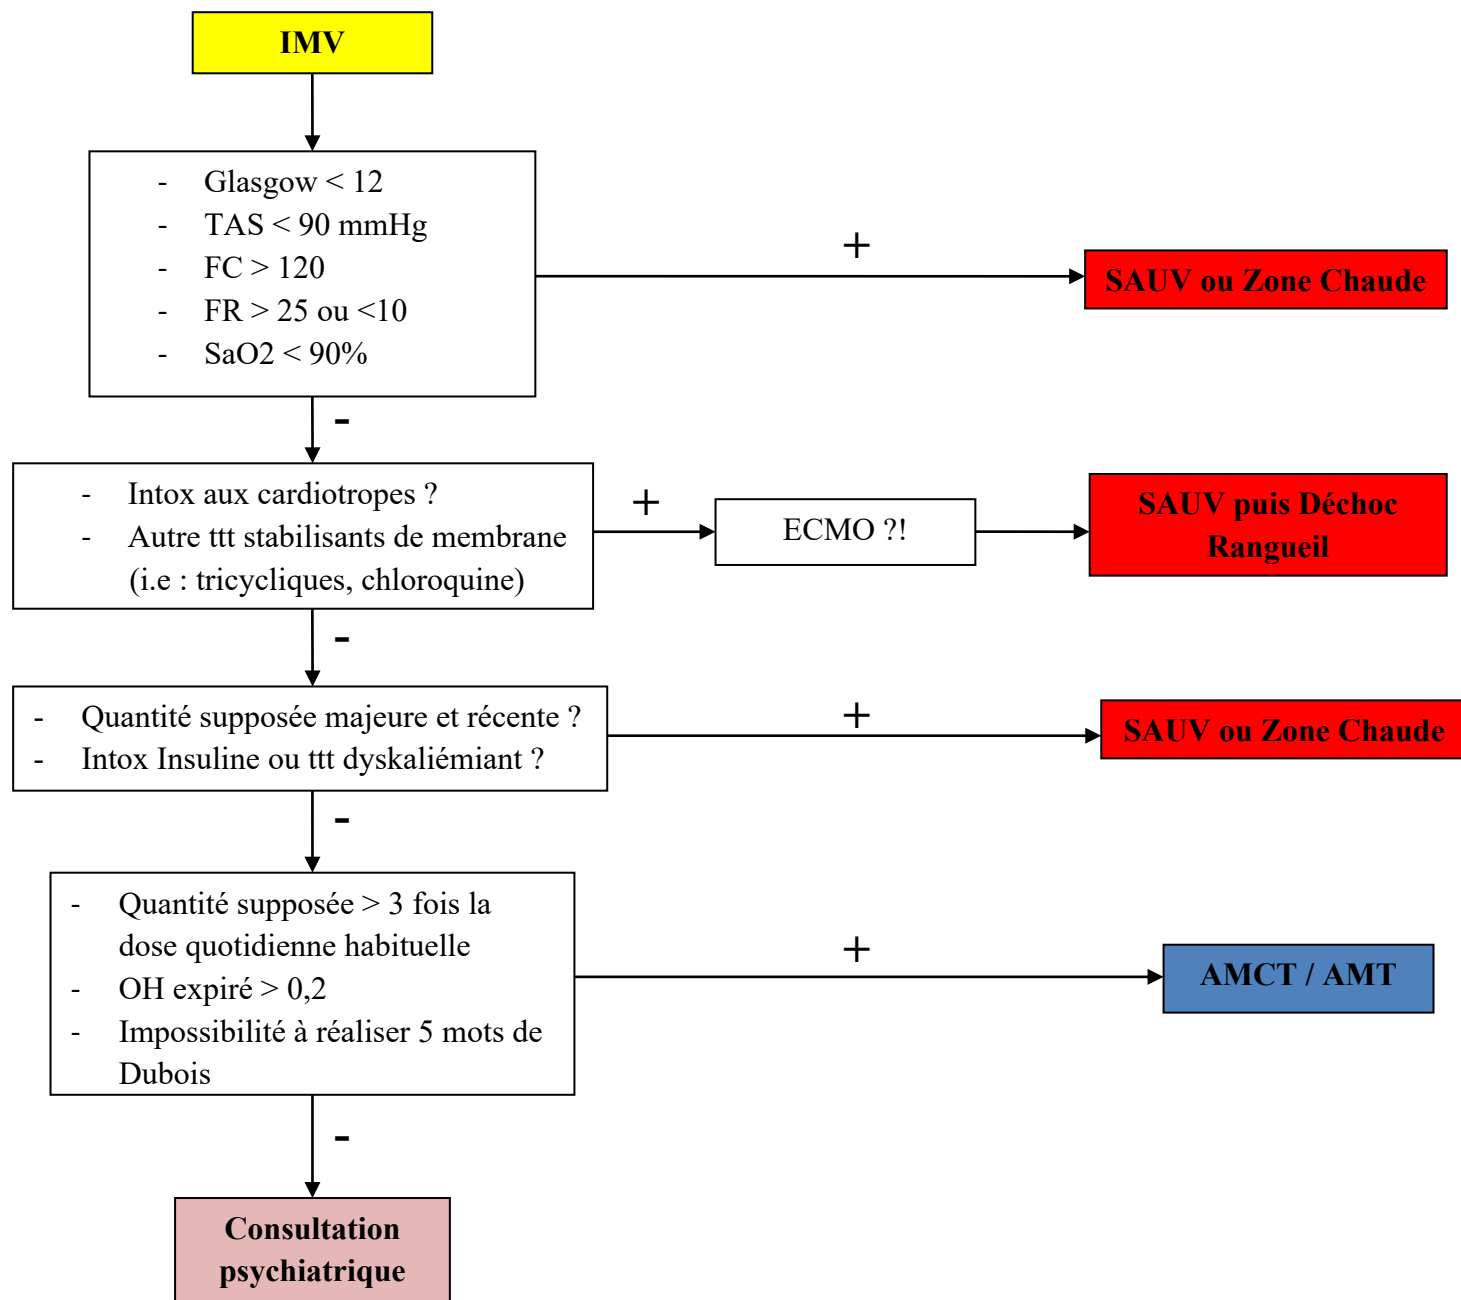 IMV
- Glasgow < 12
- TAS < 90 mmHg
- FC > 120
- FR > 25 ou <10
- SaO2 < 90%
+
SAUV ou Zone Chaude
-
- Intox aux cardiotropes ?
- Autre ttt stabilisants de membrane
(i.e : tricycliques, chloroquine)
+
ECMO ?!
SAUV puis Déchoc
Rangueil
-
- Quantité supposée majeure et récente ?
- Intox Insuline ou ttt dyskaliémiant ?
+
SAUV ou Zone Chaude
-
- Quantité supposée > 3 fois la
dose quotidienne habituelle
- OH expiré > 0,2
- Impossibilité à réaliser 5 mots de
Dubois
+
AMCT / AMT
-
Consultation
psychiatrique